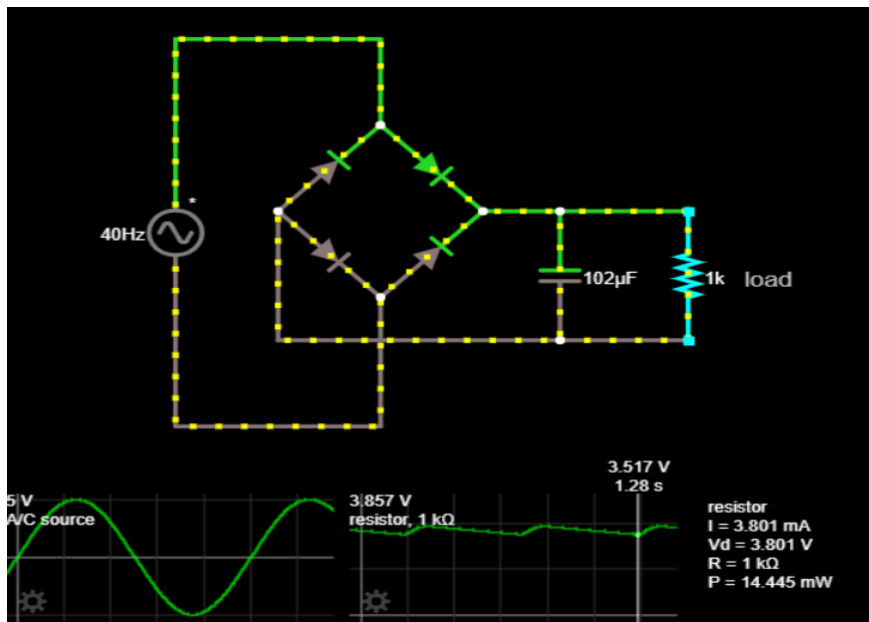 *
40Hz
102μF
1k
load
3.517 V
1.28 s
5 V
A/C source
3.857 V
resistor, 1 kΩ
resistor
I = 3.801 mA
Vd = 3.801 V
R = 1 kΩ
P = 14.445 mW